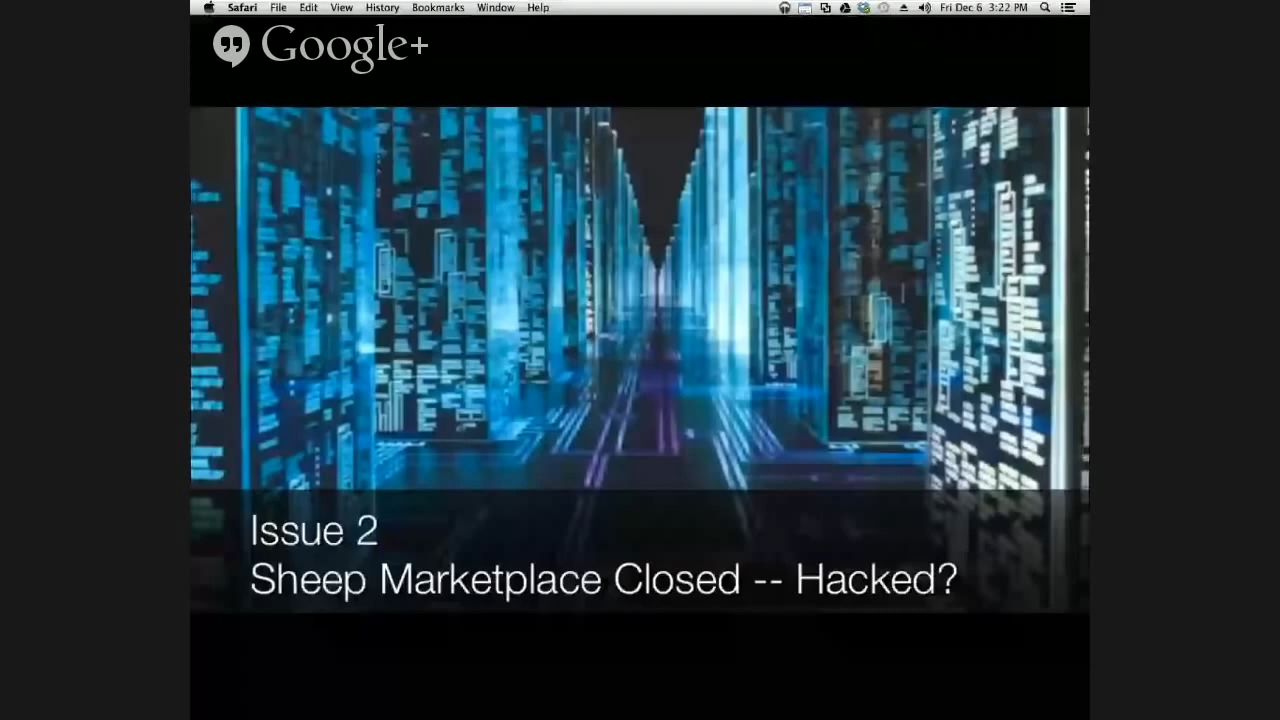 Safari File Edit View History Bookmarks Window Help Fri Dec 6 3:22 PM
Google+
Issue 2
Sheep Marketplace Closed -- Hacked?